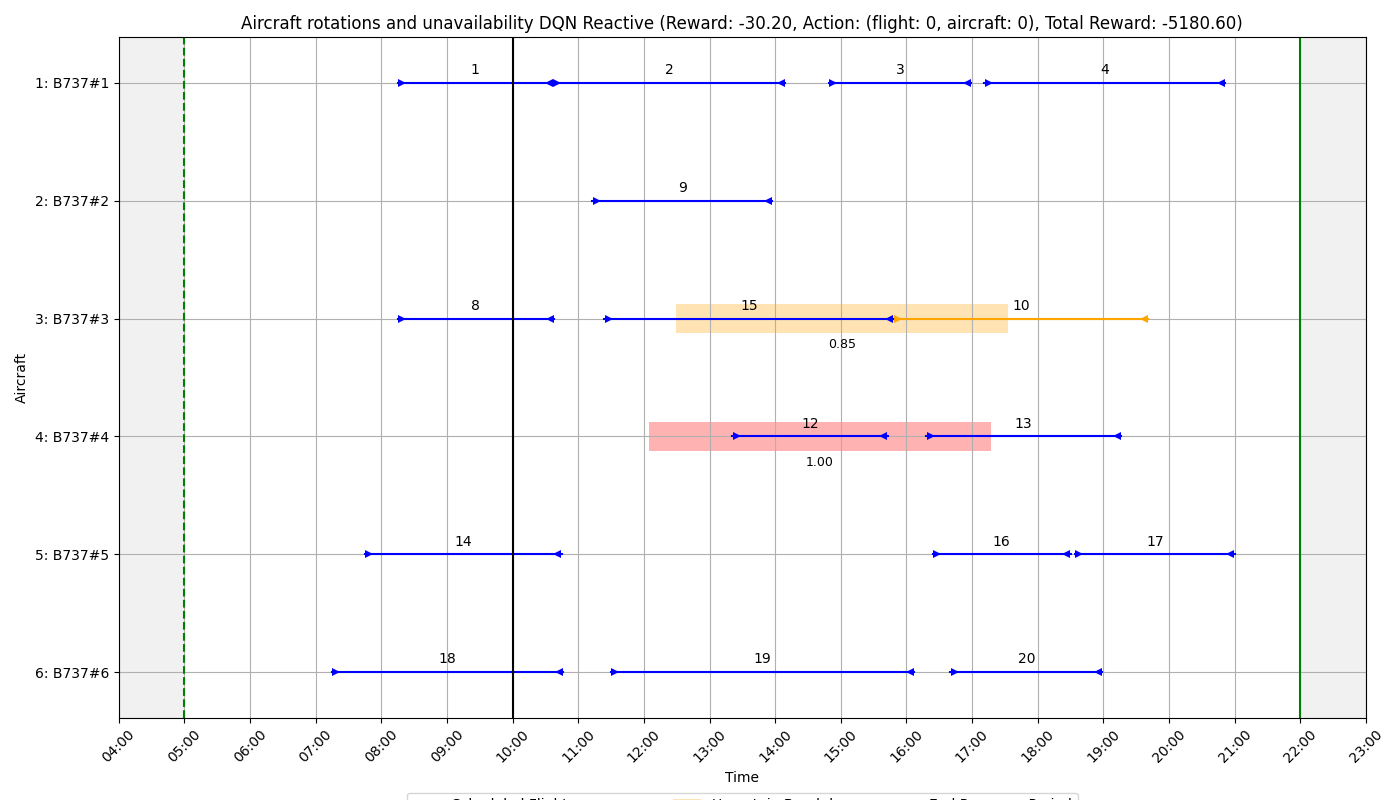 Aircraft rotations and unavailability DQN Reactive (Reward: -30.20, Action: (flight: 0, aircraft: 0), Total Reward: -5180.60)
1: B737#1
1 2 3 4
2: B737#2
9
3: B737#3
8 15 10
0.85
Aircraft
4: B737#4
12 13
1.00
5: B737#5
14 16 17
6: B737#6
18 19 20
04:00 05:00 06:00 07:00 08:00 09:00 10:00 11:00 12:00 13:00 14:00 15:00 16:00 17:00 18:00 19:00 20:00 21:00 22:00 23:00
Time